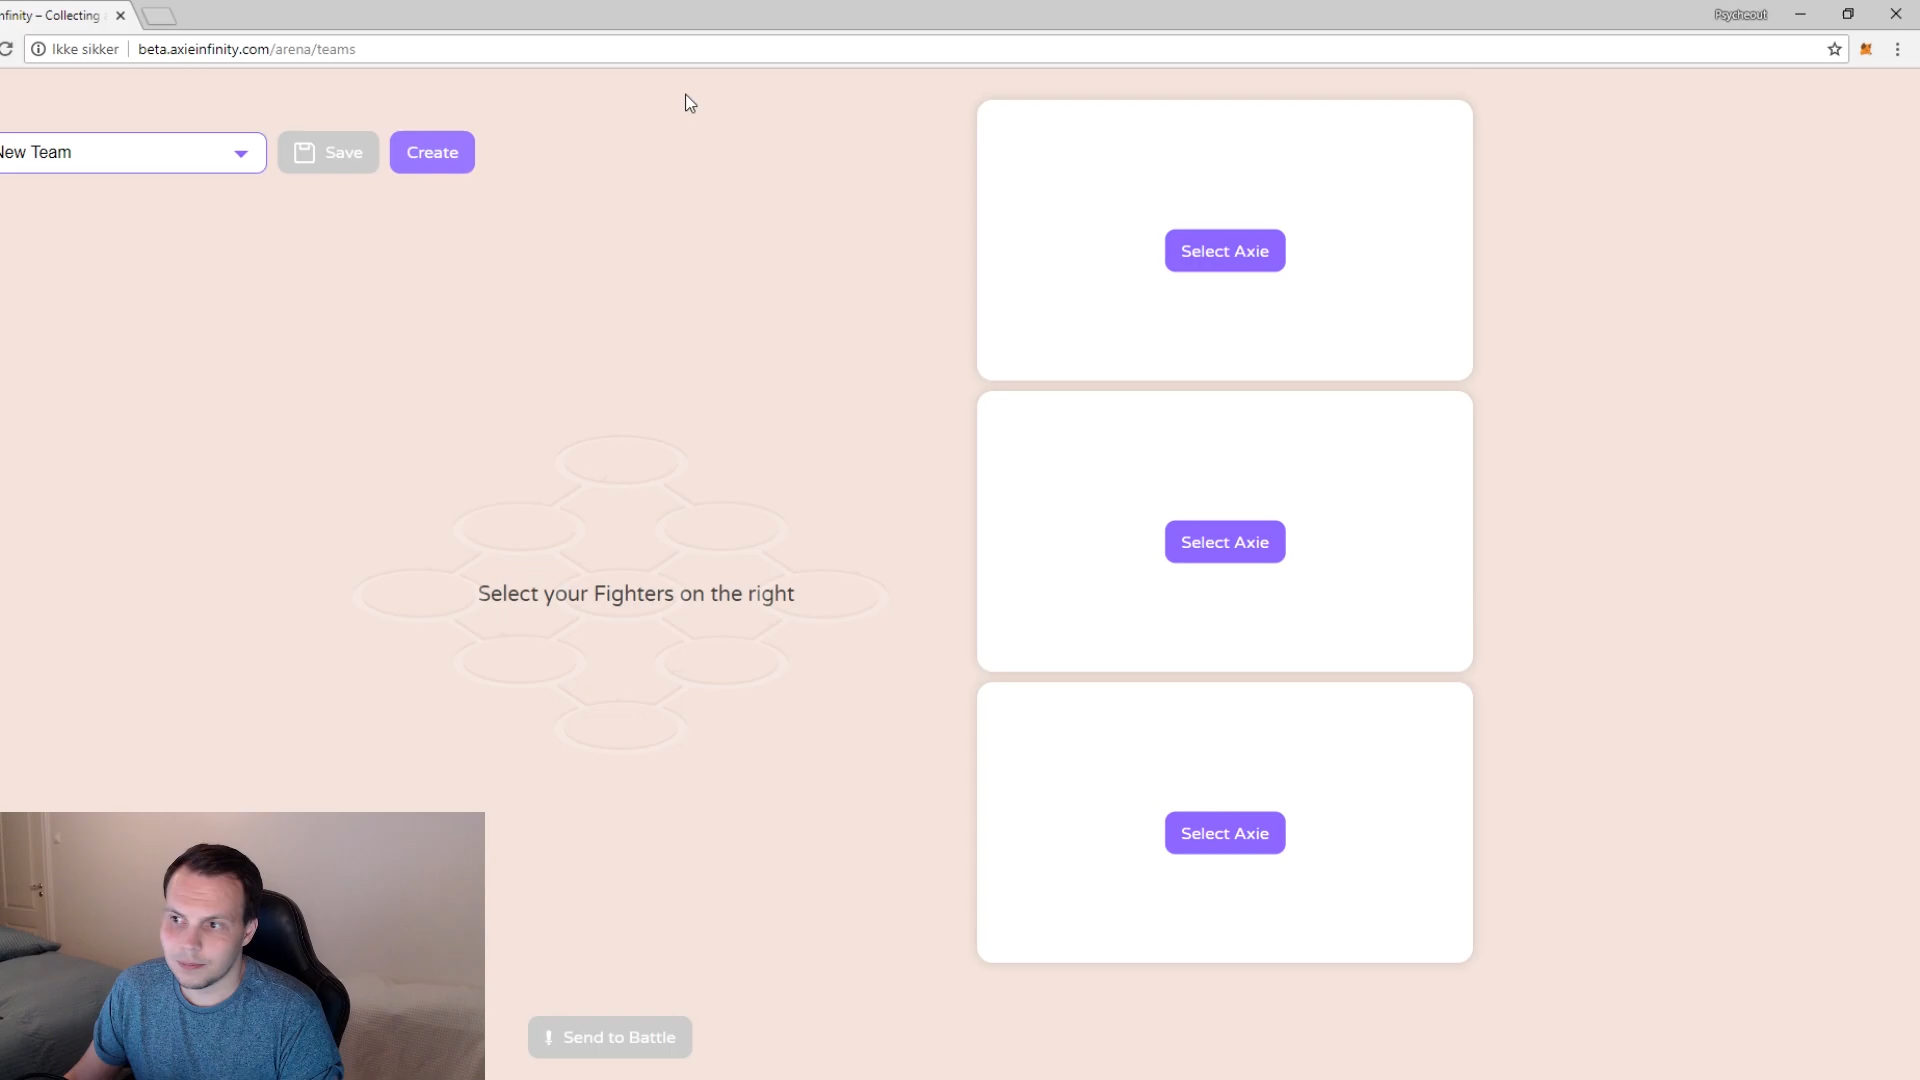 nfinity – Collecting
Psycheout
Ikke sikker
beta.axieinfinity.com/arena/teams
New Team
Save
Create
Select Axie
Select Axie
Select your Fighters on the right
Select Axie
Send to Battle